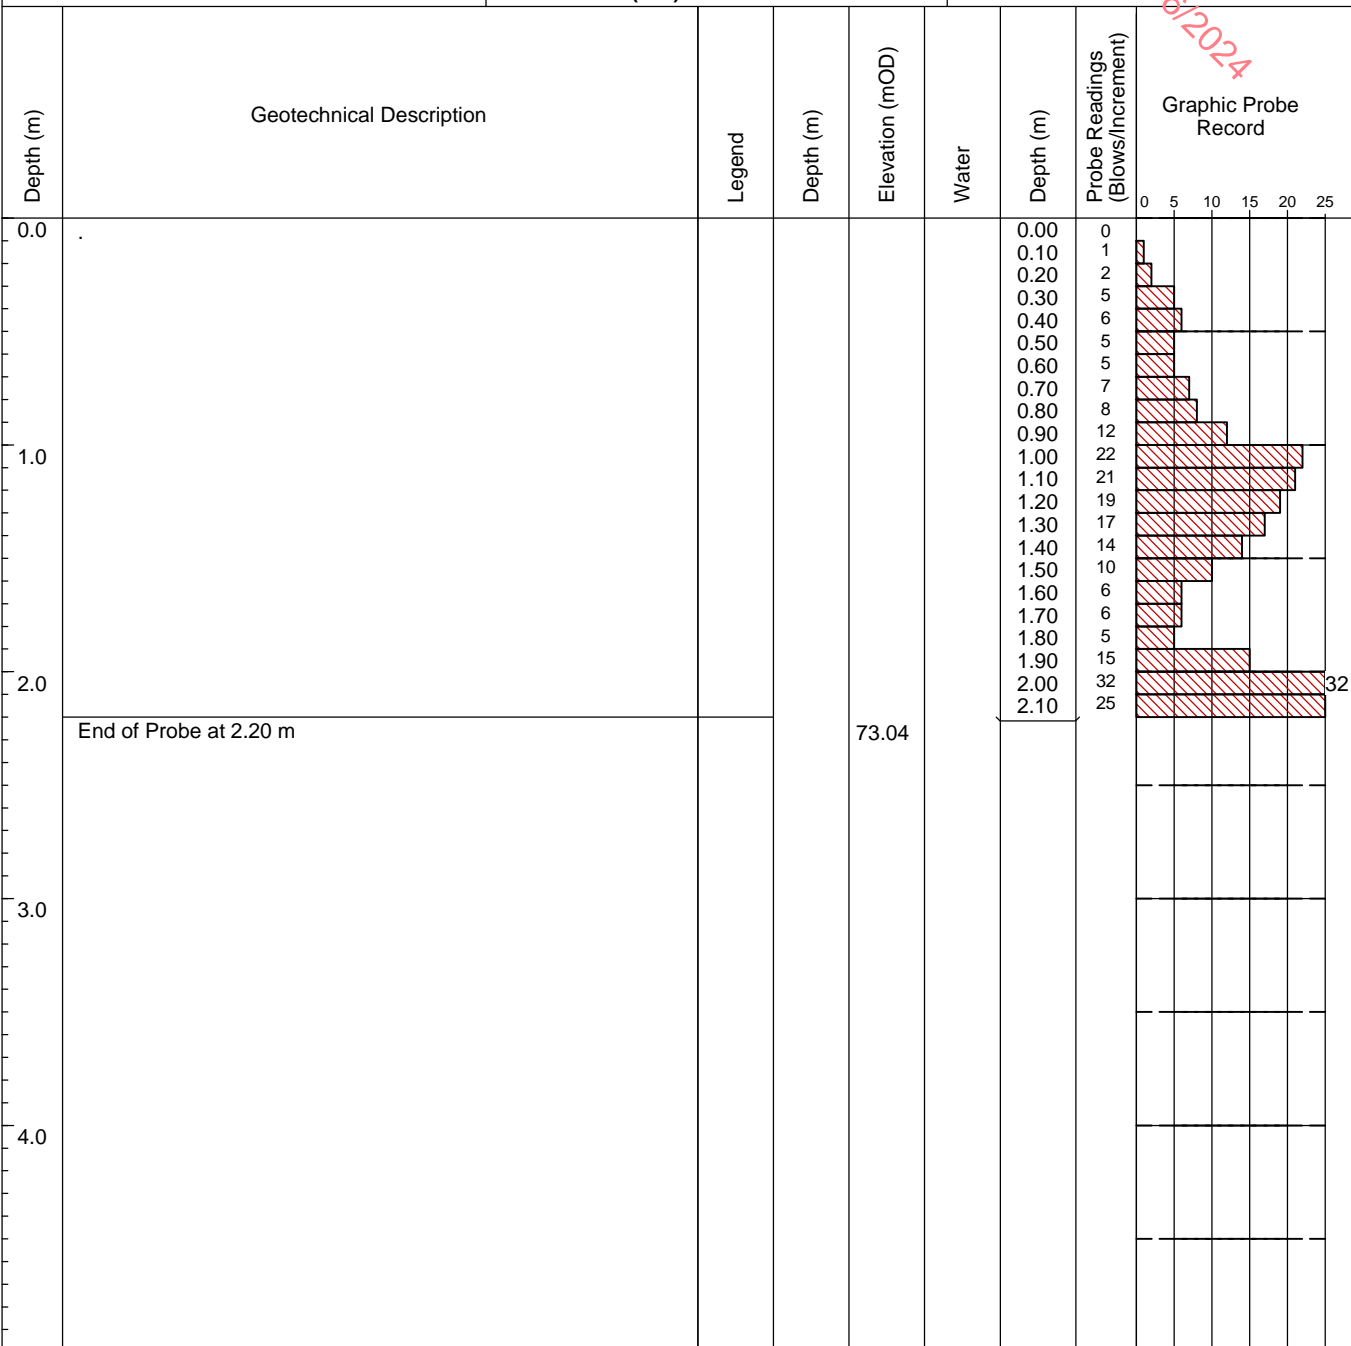 Depth (m)
Geotechnical Description
Legend
Depth (m)
Elevation (mOD)
Water
Depth (m)
Probe Readings
(Blows/Increment)
Graphic Probe
Record
0 5 10 15 20 25
0.0 . 0.00 0
0.10 1
0.20 2
0.30 5
0.40 6
0.50 5
0.60 5
0.70 7
0.80 8
0.90 12
1.0 1.00 22
1.10 21
1.20 19
1.30 17
1.40 14
1.50 10
1.60 6
1.70 6
1.80 5
1.90 15
2.0 2.00 32 32
2.10 25
End of Probe at 2.20 m 73.04
3.0
4.0
6/2024